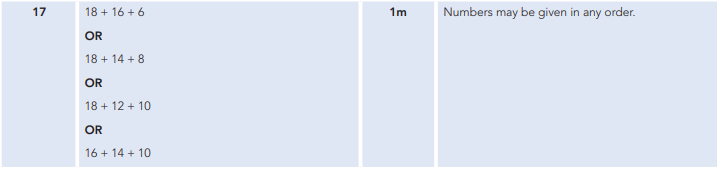 17 18 + 16 + 6 1m Numbers may be given in any order.
OR
18 + 14 + 8
OR
18 + 12 + 10
OR
16 + 14 + 10